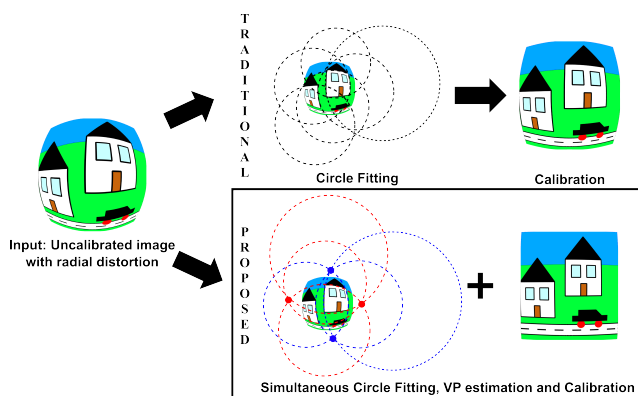 TRADITIONAL
Circle Fitting
Calibration
Input: Uncalibrated image
with radial distortion
PROPOSED
Simultaneous Circle Fitting, VP estimation and Calibration